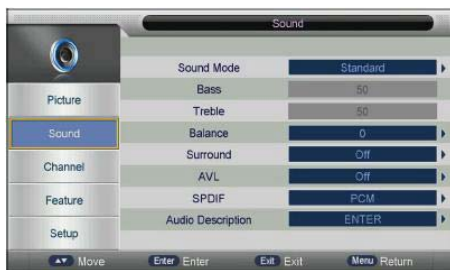 Sound
Picture
Sound
Channel
Feature
Setup
Sound Mode Standard
Bass 50
Treble 50
Balance 0
Surround Off
AVL Off
SPDIF PCM
Audio Description ENTER
Move Enter Enter Exit Exit Menu Return